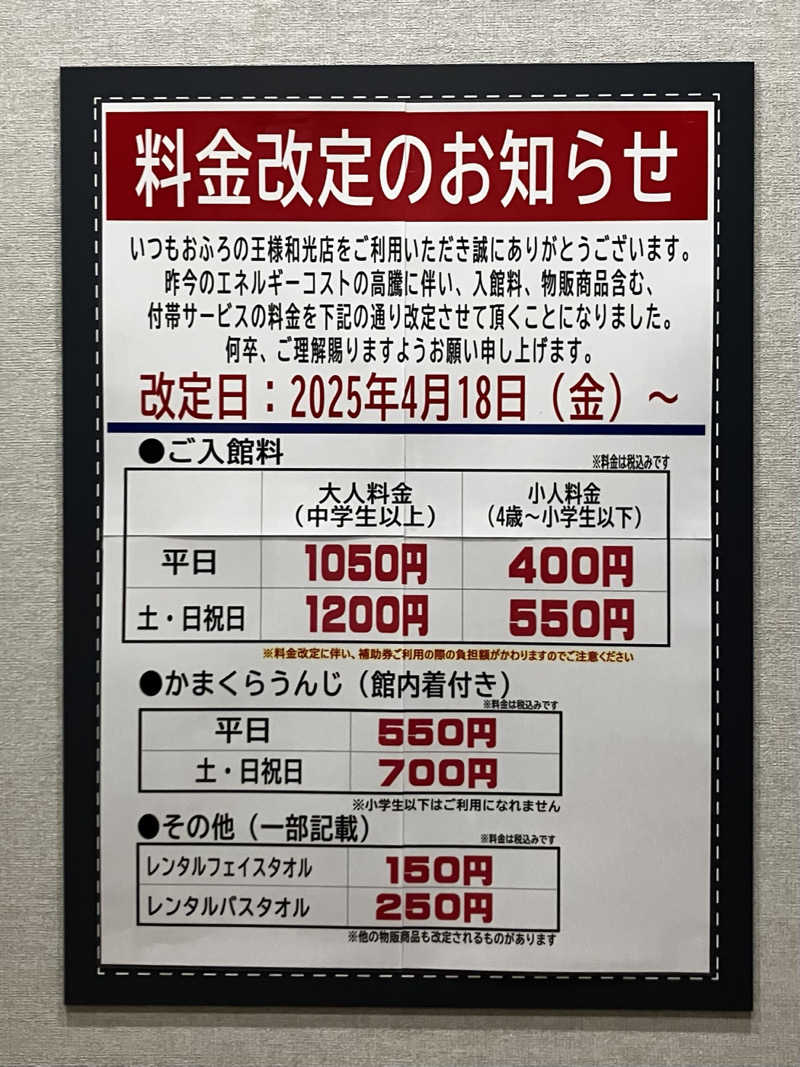 料金改定のお知らせ
いつもおふろの王様和光店をご利用いただき誠にありがとうございます。
昨今のエネルギーコストの高騰に伴い、入館料、物販商品含む、
付帯サービスの料金を下記の通り改定させて頂くことになりました。
何卒、ご理解賜りますようお願い申し上げます。
改定日：2025年4月18日（金）～
●ご入館料
※料金は税込みです
大人料金 小人料金
（中学生以上） （4歳～小学生以下）
平日 1050円 400円
土・日祝日 1200円 550円
※料金改定に伴い、補助券ご利用の際の負担額がかわりますのでご注意ください
●かまくらうんじ（館内着付き）
※料金は税込みです
平日 550円
土・日祝日 700円
※小学生以下はご利用になれません
●その他（一部記載）
※料金は税込みです
レンタルフェイスタオル 150円
レンタルバスタオル 250円
※他の物販商品も改定されるものがあります